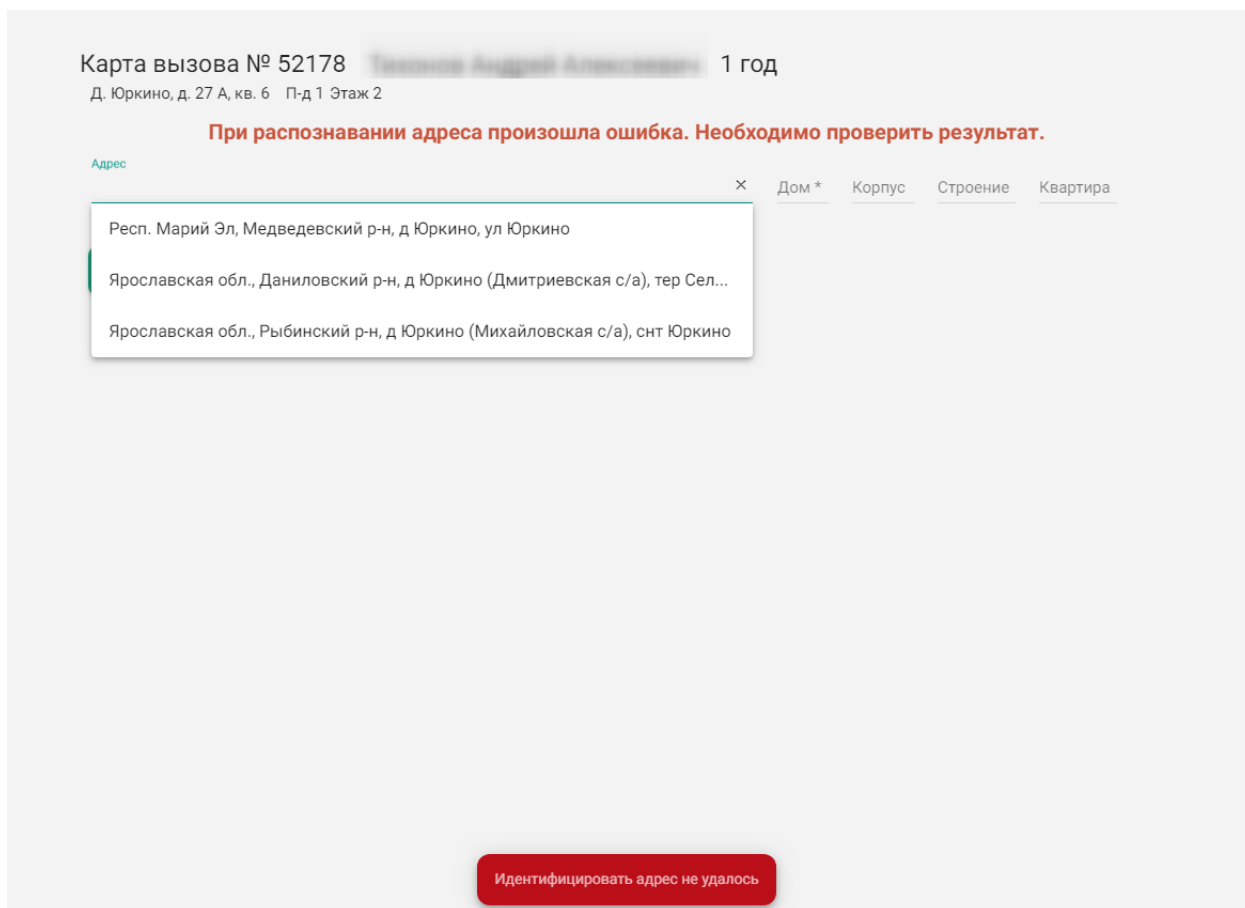 Карта вызова № 52178 1 год
Д. Юркино, д. 27 А, кв. 6 П-д 1 Этаж 2
При распознавании адреса произошла ошибка. Необходимо проверить результат.
Адрес
× Дом * Корпус Строение Квартира
Респ. Марий Эл, Медведевский р-н, д Юркино, ул Юркино
Ярославская обл., Даниловский р-н, д Юркино (Дмитриевская с/а), тер Сел...
Ярославская обл., Рыбинский р-н, д Юркино (Михайловская с/а), снт Юркино
Идентифицировать адрес не удалось